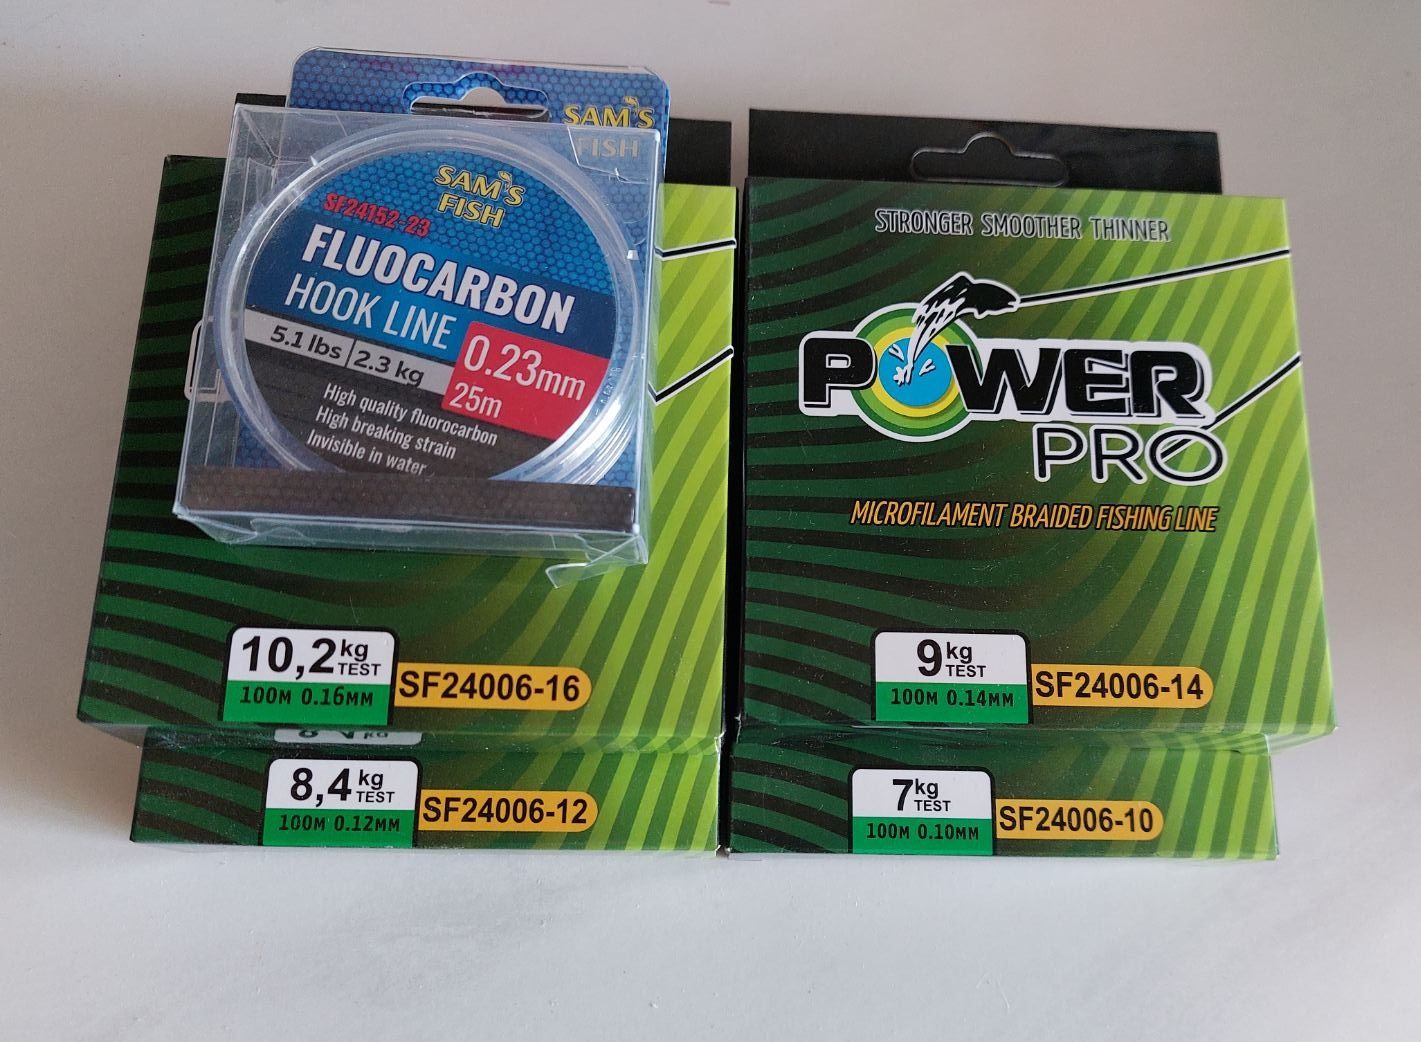 SAM'S
FISH
SAM'S
FISH
SF24152-23
FLUOCARBON
HOOK LINE
5.1 lbs 2.3 kg
0.23mm
25m
High quality fluorocarbon
High breaking strain
Invisible in water
10,2 kg
TEST
100M 0.16MM
SF24006-16
8,4 kg
TEST
100M 0.12MM
SF24006-12
STRONGER SMOOTHER THINNER
POWER
PRO
MICROFILAMENT BRAIDED FISHING LINE
9 kg
TEST
100M 0.14MM
SF24006-14
7 kg
TEST
100M 0.10MM
SF24006-10